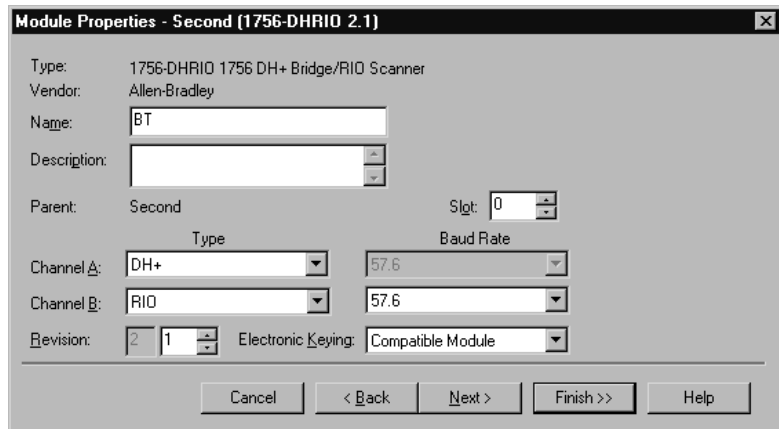 Module Properties - Second (1756-DHRIO 2.1)
Type: 1756-DHRIO 1756 DH+ Bridge/RIO Scanner
Vendor: Allen-Bradley
Name: BT
Description:
Parent: Second Slot: 0
Type Baud Rate
Channel A: DH+ 57.6
Channel B: RIO 57.6
Revision: 2 1 Electronic Keying: Compatible Module
Cancel < Back Next > Finish >> Help